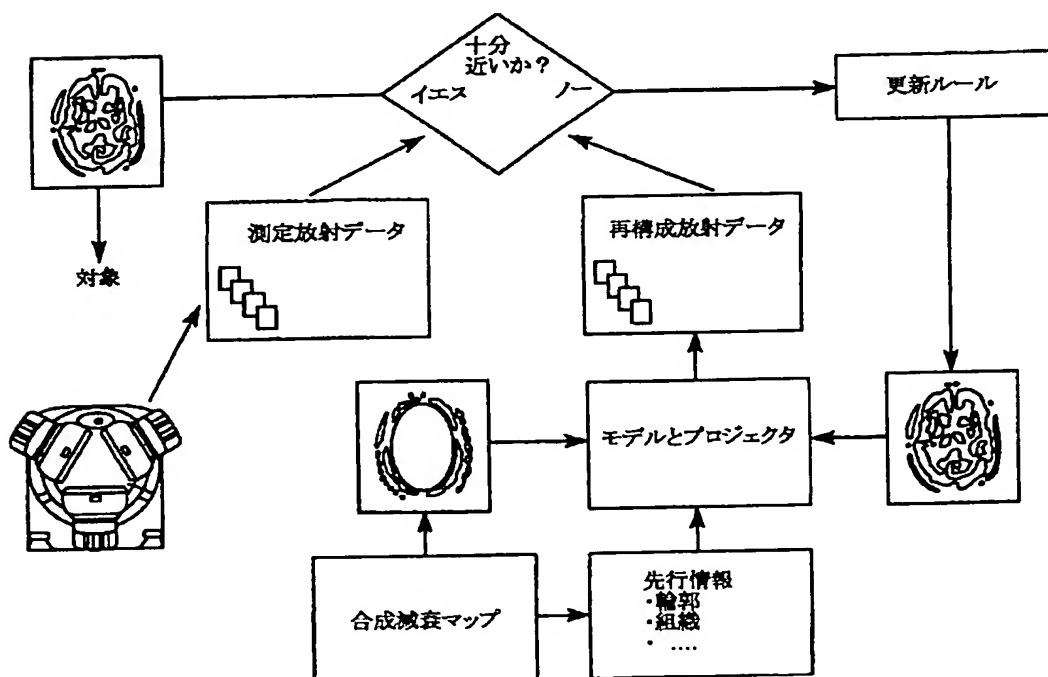 十分
近いか?
イエス
ノー
更新ルール
測定放射データ
再構成放射データ
対象
モデルとプロジェクタ
合成減衰マップ
先行情報
・輪郭
・組織
・ ....